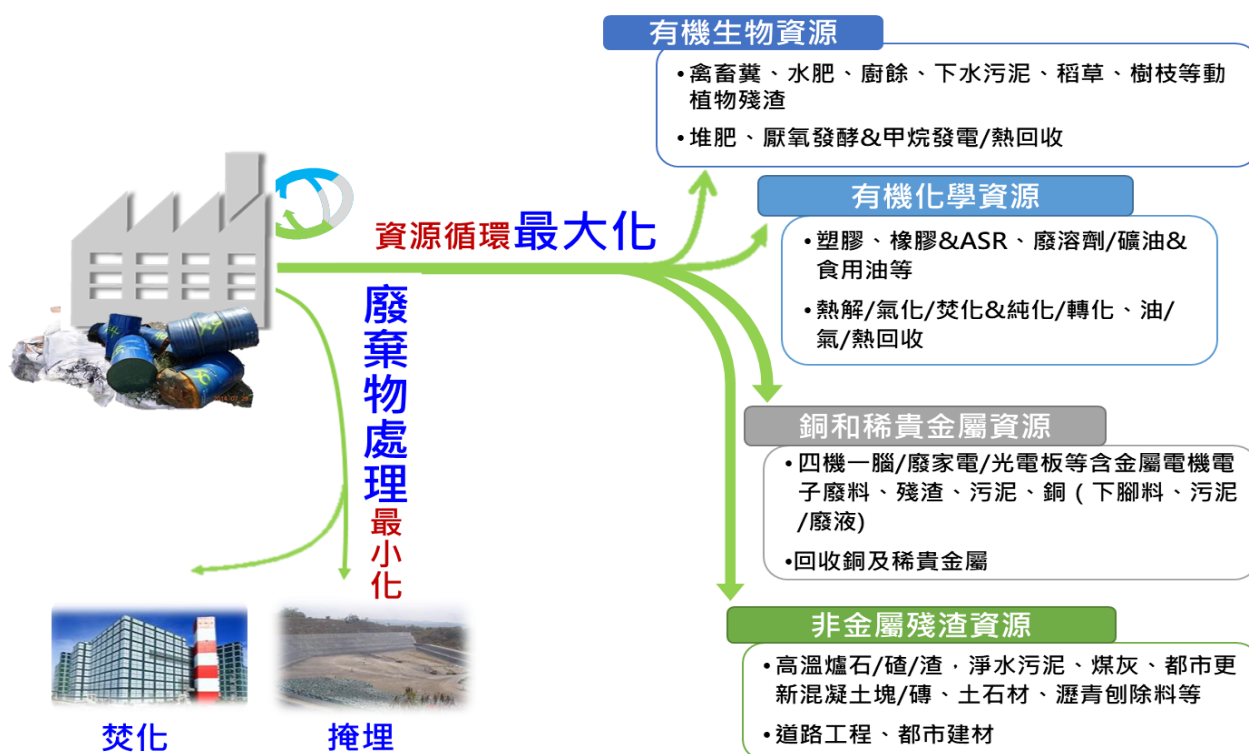 有機生物資源
•禽畜糞、水肥、廚餘、下水污泥、稻草、樹枝等動
植物殘渣
•堆肥、厭氧發酵&甲烷發電/熱回收
資源循環最大化
有機化學資源
•塑膠、橡膠&ASR、廢溶劑/礦油&
食用油等
•熱解/氣化/焚化&純化/轉化、油/
氣/熱回收
廢棄物處理最小化
銅和稀貴金屬資源
•四機一腦/廢家電/光電板等含金屬電機電
子廢料、殘渣、污泥、銅（下腳料、污泥
/廢液)
•回收銅及稀貴金屬
非金屬殘渣資源
•高溫爐石/碴/渣，淨水污泥、煤灰、都市更
新混凝土塊/磚、土石材、瀝青刨除料等
•道路工程、都市建材
焚化
掩埋